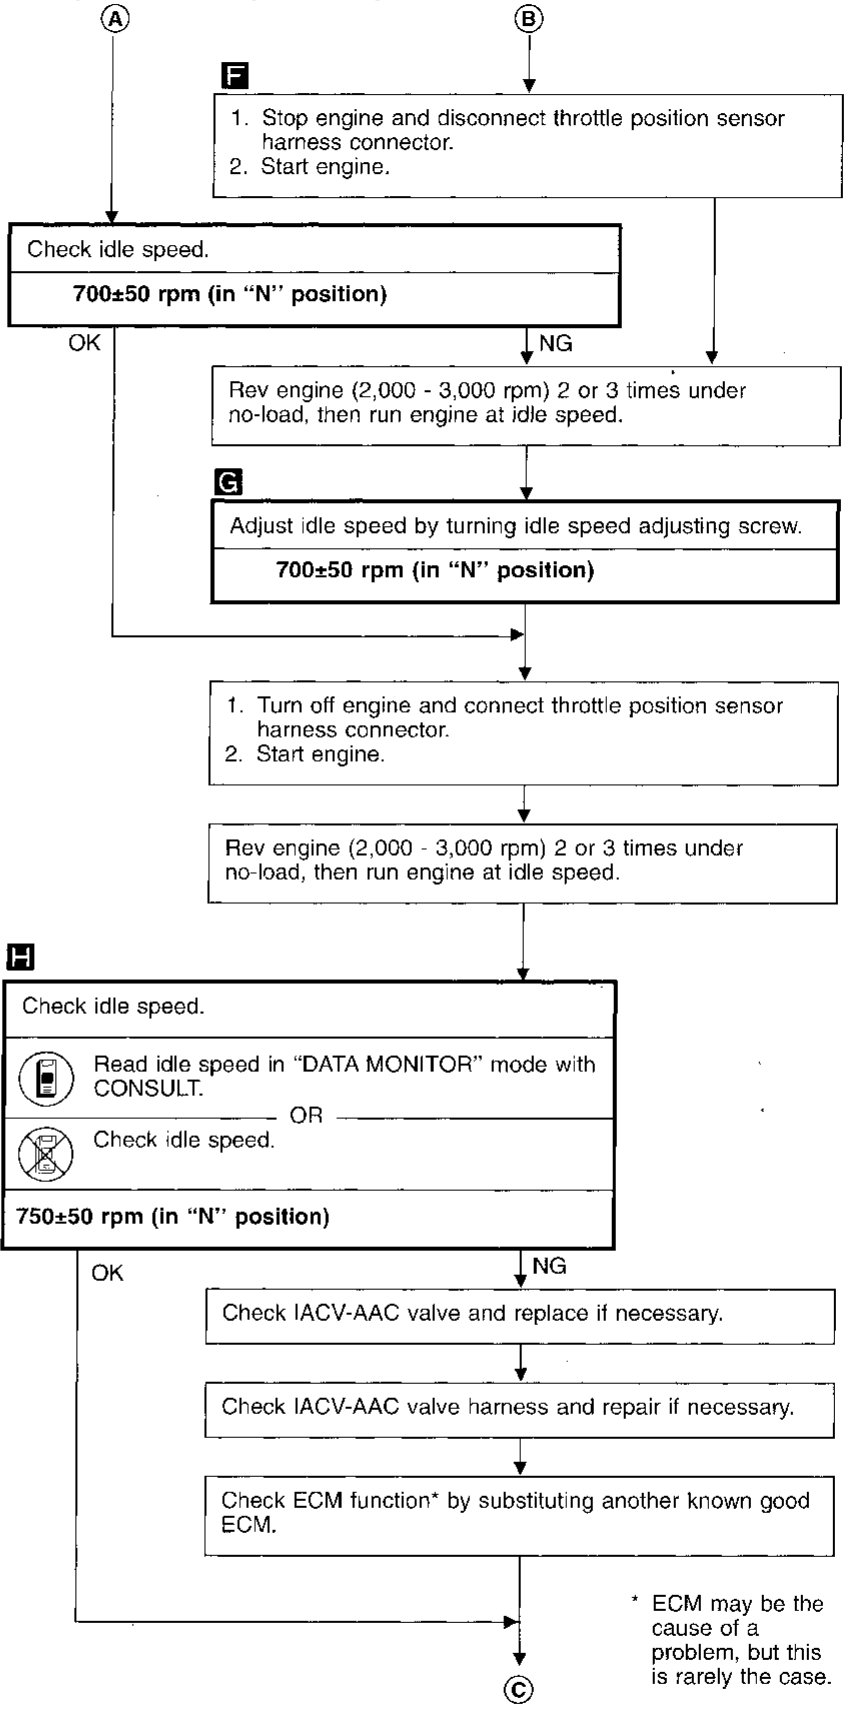 A
B
F
1. Stop engine and disconnect throttle position sensor
harness connector.
2. Start engine.
Check idle speed.
700±50 rpm (in “N” position)
OK
NG
Rev engine (2,000 - 3,000 rpm) 2 or 3 times under
no-load, then run engine at idle speed.
G
Adjust idle speed by turning idle speed adjusting screw.
700±50 rpm (in “N” position)
1. Turn off engine and connect throttle position sensor
harness connector.
2. Start engine.
Rev engine (2,000 - 3,000 rpm) 2 or 3 times under
no-load, then run engine at idle speed.
H
Check idle speed.
Read idle speed in “DATA MONITOR” mode with
CONSULT.
OR
Check idle speed.
750±50 rpm (in “N” position)
OK
NG
Check IACV-AAC valve and replace if necessary.
Check IACV-AAC valve harness and repair if necessary.
Check ECM function* by substituting another known good
ECM.
* ECM may be the
cause of a
problem, but this
is rarely the case.
C